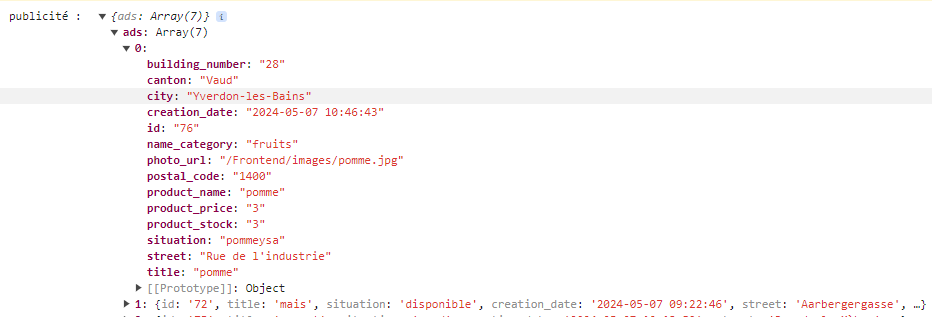 publicité : ▼ {ads: Array(7)} i
▼ ads: Array(7)
▼ 0:
building_number: "28"
canton: "Vaud"
city: "Yverdon-les-Bains"
creation_date: "2024-05-07 10:46:43"
id: "76"
name_category: "fruits"
photo_url: "/Frontend/images/pomme.jpg"
postal_code: "1400"
product_name: "pomme"
product_price: "3"
product_stock: "3"
situation: "pommeysa"
street: "Rue de l'industrie"
title: "pomme"
▶ [[Prototype]]: Object
▶ 1: {id: '72', title: 'mais', situation: 'disponible', creation_date: '2024-05-07 09:22:46', street: 'Aarbergergasse', …}